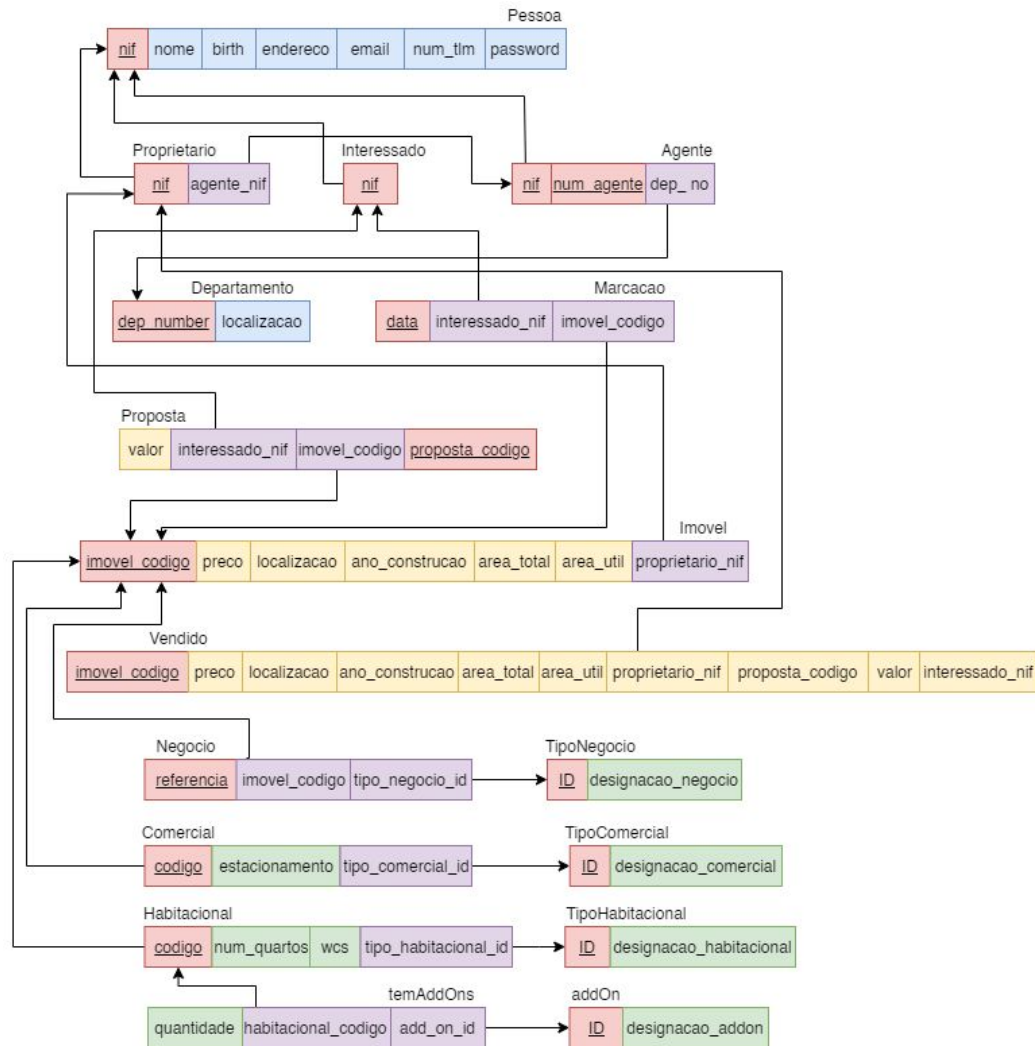 Pessoa
nif nome birth endereco email num_tlm password
Proprietario Interessado Agente
nif agente_nif nif nif num_agente dep_ no
Departamento Marcacao
dep_number localizacao data interessado_nif imovel_codigo
Proposta
valor interessado_nif imovel_codigo proposta_codigo
Imovel
imovel_codigo preco localizacao ano_construcao area_total area_util proprietario_nif
Vendido
imovel_codigo preco localizacao ano_construcao area_total area_util proprietario_nif proposta_codigo valor interessado_nif
Negocio TipoNegocio
referencia imovel_codigo tipo_negocio_id ID designacao_negocio
Comercial TipoComercial
codigo estacionamento tipo_comercial_id ID designacao_comercial
Habitacional TipoHabitacional
codigo num_quartos wcs tipo_habitacional_id ID designacao_habitacional
temAddOns addOn
quantidade habitacional_codigo add_on_id ID designacao_addon